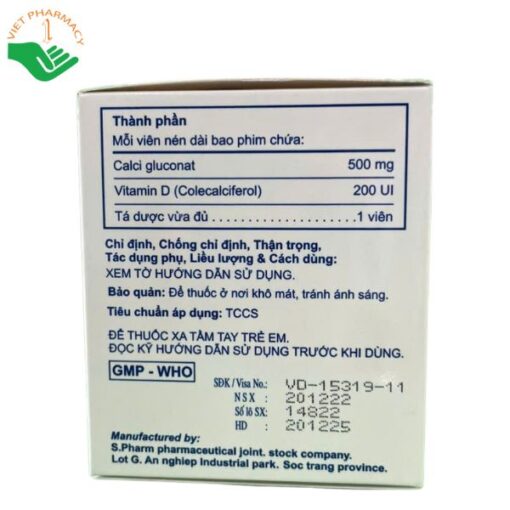 VIET PHARMACY
Thành phần
Mỗi viên nén dài bao phim chứa:
Calci gluconat 500 mg
Vitamin D (Colecalciferol) 200 UI
Tá dược vừa đủ . . . . . . . . . . . . . . . . . .1 viên
Chỉ định, Chống chỉ định, Thận trọng,
Tác dụng phụ, Liều lượng & Cách dùng:
XEM TỜ HƯỚNG DẪN SỬ DỤNG.
Bảo quản: Để thuốc ở nơi khô mát, tránh ánh sáng.
Tiêu chuẩn áp dụng: TCCS
ĐỂ THUỐC XA TẦM TAY TRẺ EM.
ĐỌC KỸ HƯỚNG DẪN SỬ DỤNG TRƯỚC KHI DÙNG.
GMP - WHO
SĐK / Visa No.: VD-15319-11
N S X : 201222
Số lô SX: 14822
HD : 201225
Manufactured by:
S.Pharm pharmaceutical joint. stock company.
Lot G. An nghiep Industrial park. Soc trang province.